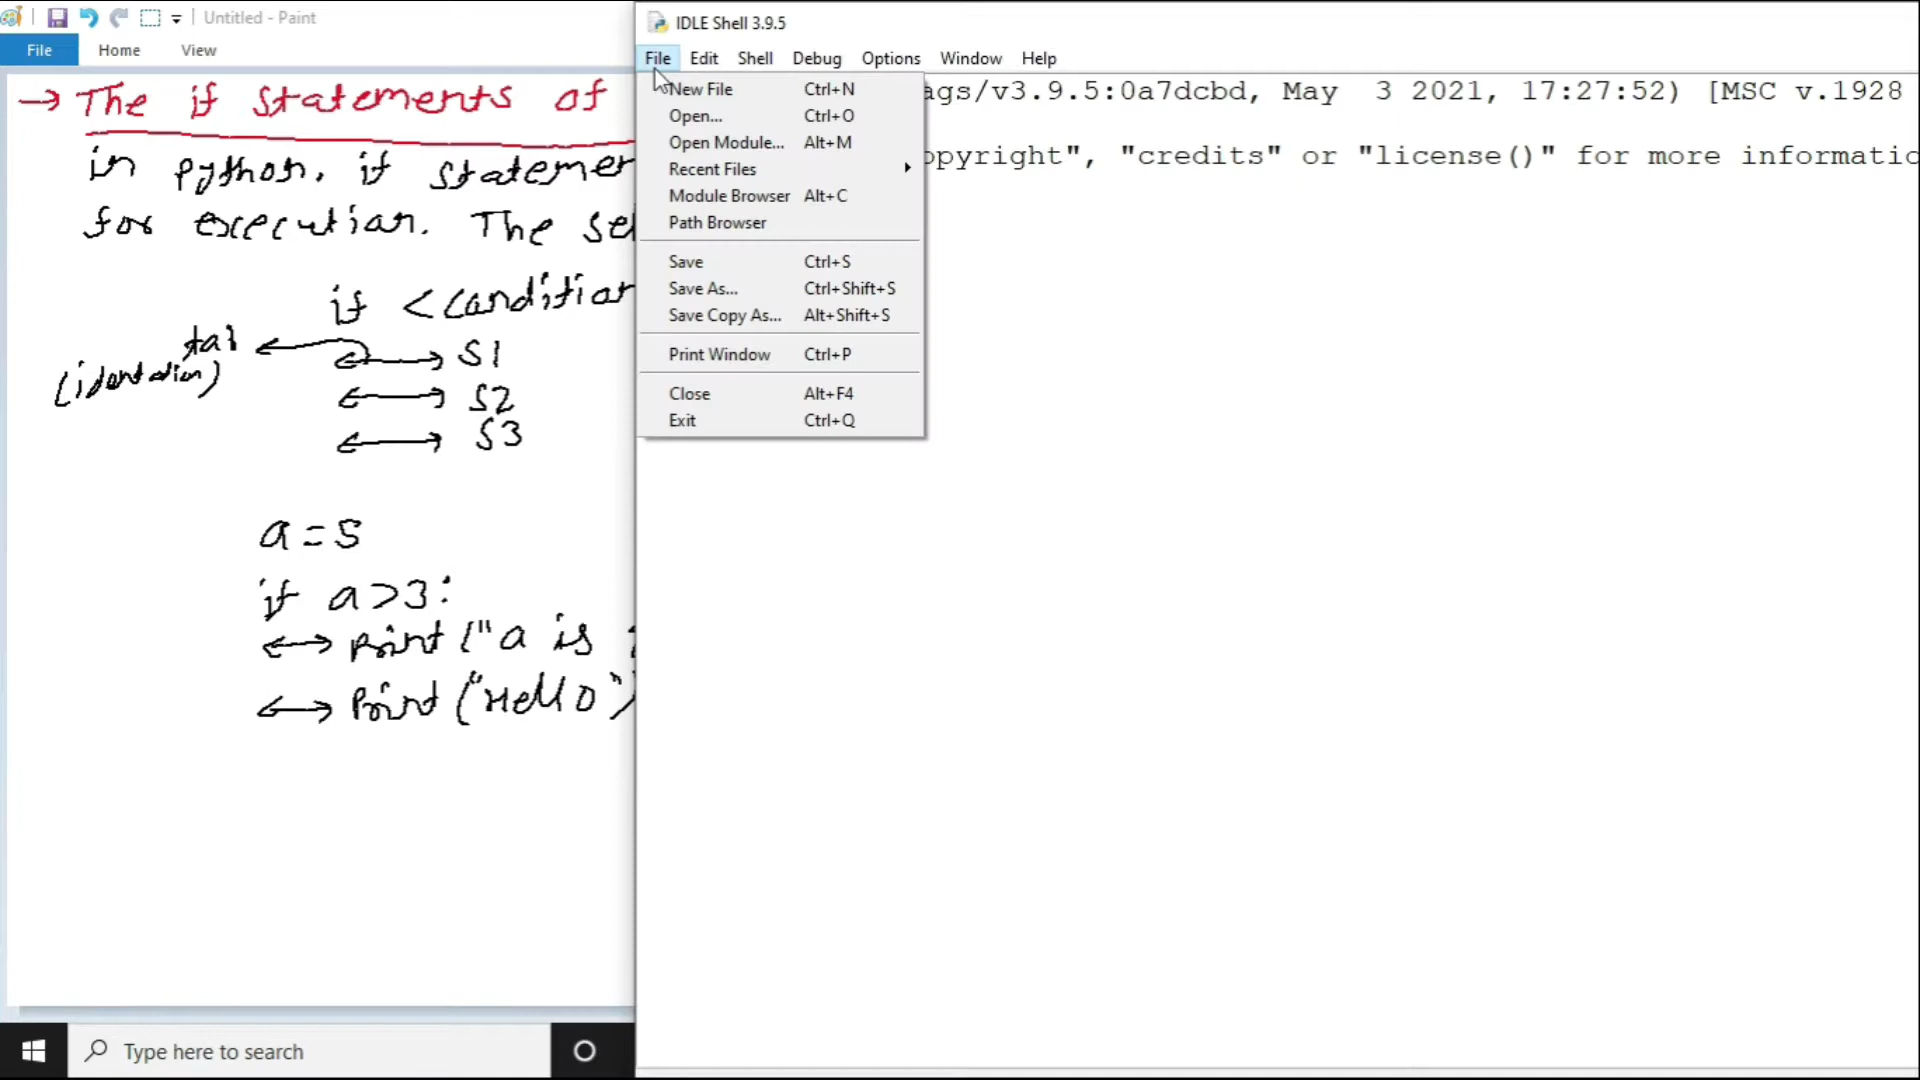 Untitled - Paint
File Home View
→ The if statements of
in python, if
for execution. The
if <condition
tab
(identation)
S1
S2
S3
a = 5
if a>3:
print ("a is
print ("Hello")
Type here to search
IDLE Shell 3.9.5
File Edit Shell Debug Options Window Help
New File Ctrl+N
Open... Ctrl+O
Open Module... Alt+M
Recent Files
Module Browser Alt+C
Path Browser
Save Ctrl+S
Save As... Ctrl+Shift+S
Save Copy As... Alt+Shift+S
Print Window Ctrl+P
Close Alt+F4
Exit Ctrl+Q
ags/v3.9.5:0a7dcbd, May 3 2021, 17:27:52) [MSC v.1928
opyright", "credits" or "license()" for more informatio